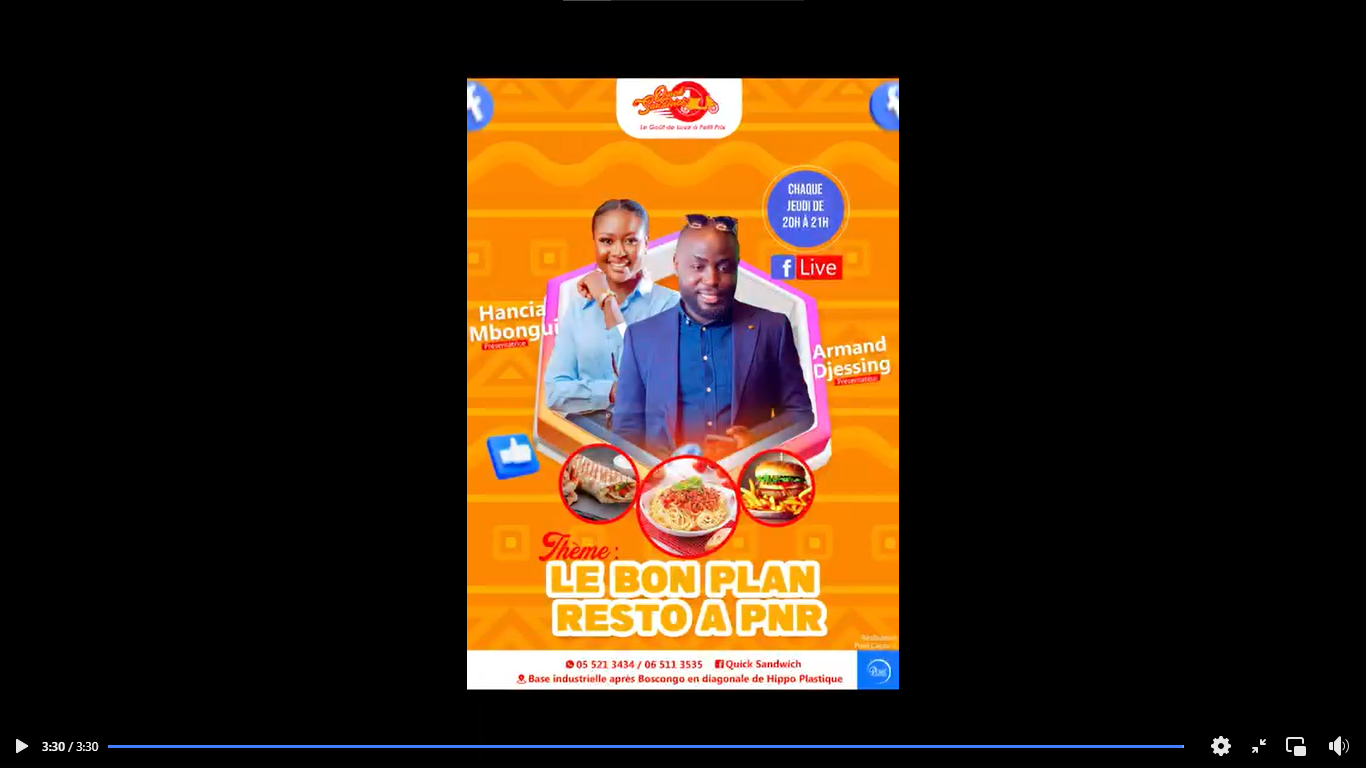 Quick Sandwich
Le Goût de Luxe à Petit Prix
CHAQUE
JEUDI DE
20H À 21H
f Live
Hancia
Mbongui
Présentatrice
Armand
Djessing
Présentateur
Thème :
LE BON PLAN
RESTO A PNR
05 521 3434 / 06 511 3535 Quick Sandwich
Base industrielle après Boscongo en diagonale de Hippo Plastique
3:30 / 3:30